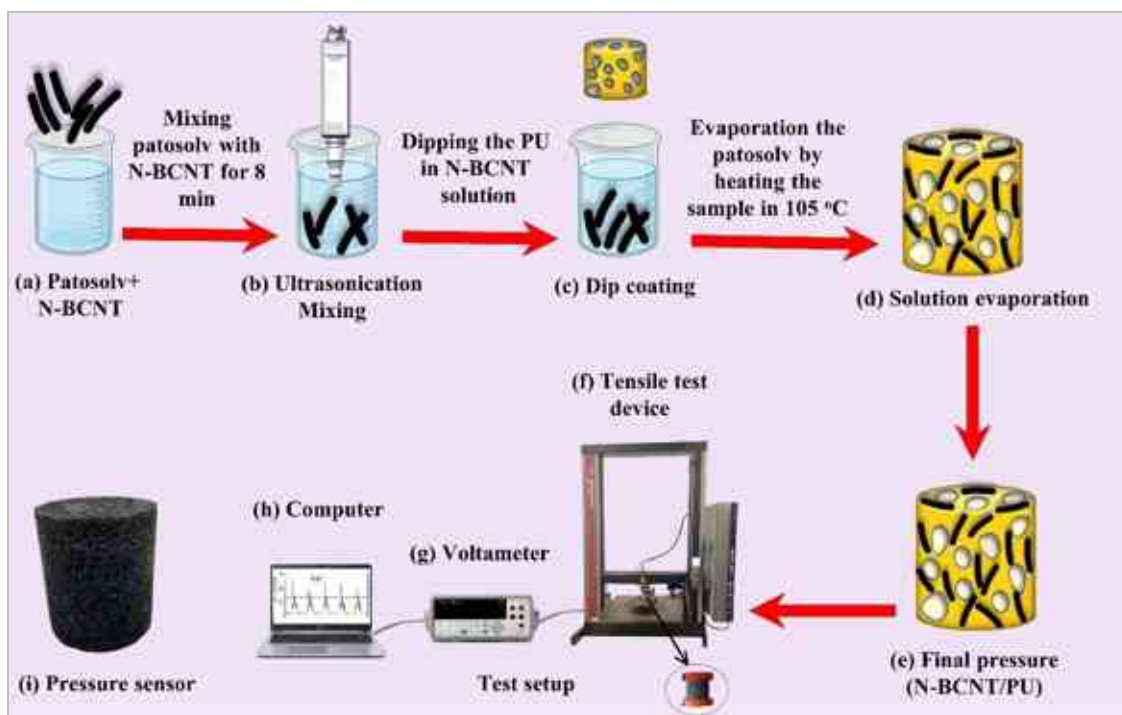 Mixing
patosolv with
N-BCNT for 8
min
Dipping the PU
in N-BCNT
solution
Evaporation the
patosolv by
heating the
sample in 105 °C
(a) Patosolv+
N-BCNT
(b) Ultrasonication
Mixing
(c) Dip coating
(d) Solution evaporation
(f) Tensile test
device
(h) Computer
(g) Voltameter
(i) Pressure sensor
Test setup
(e) Final pressure
(N-BCNT/PU)